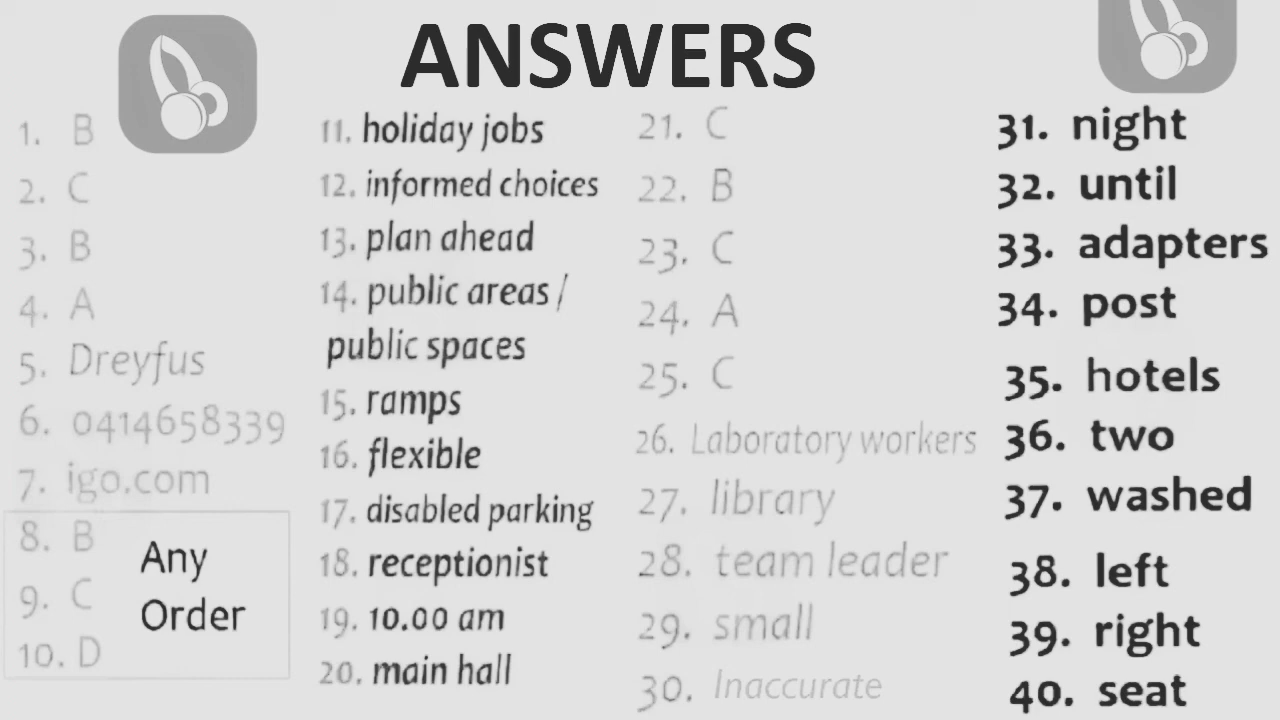 ANSWERS
1. B
2. C
3. B
4. A
5. Dreyfus
6. 0414658339
7. igo.com
8. B
9. C
10. D
Any
Order
11. holiday jobs
12. informed choices
13. plan ahead
14. public areas /
public spaces
15. ramps
16. flexible
17. disabled parking
18. receptionist
19. 10.00 am
20. main hall
21. C
22. B
23. C
24. A
25. C
26. Laboratory workers
27. library
28. team leader
29. small
30. Inaccurate
31. night
32. until
33. adapters
34. post
35. hotels
36. two
37. washed
38. left
39. right
40. seat